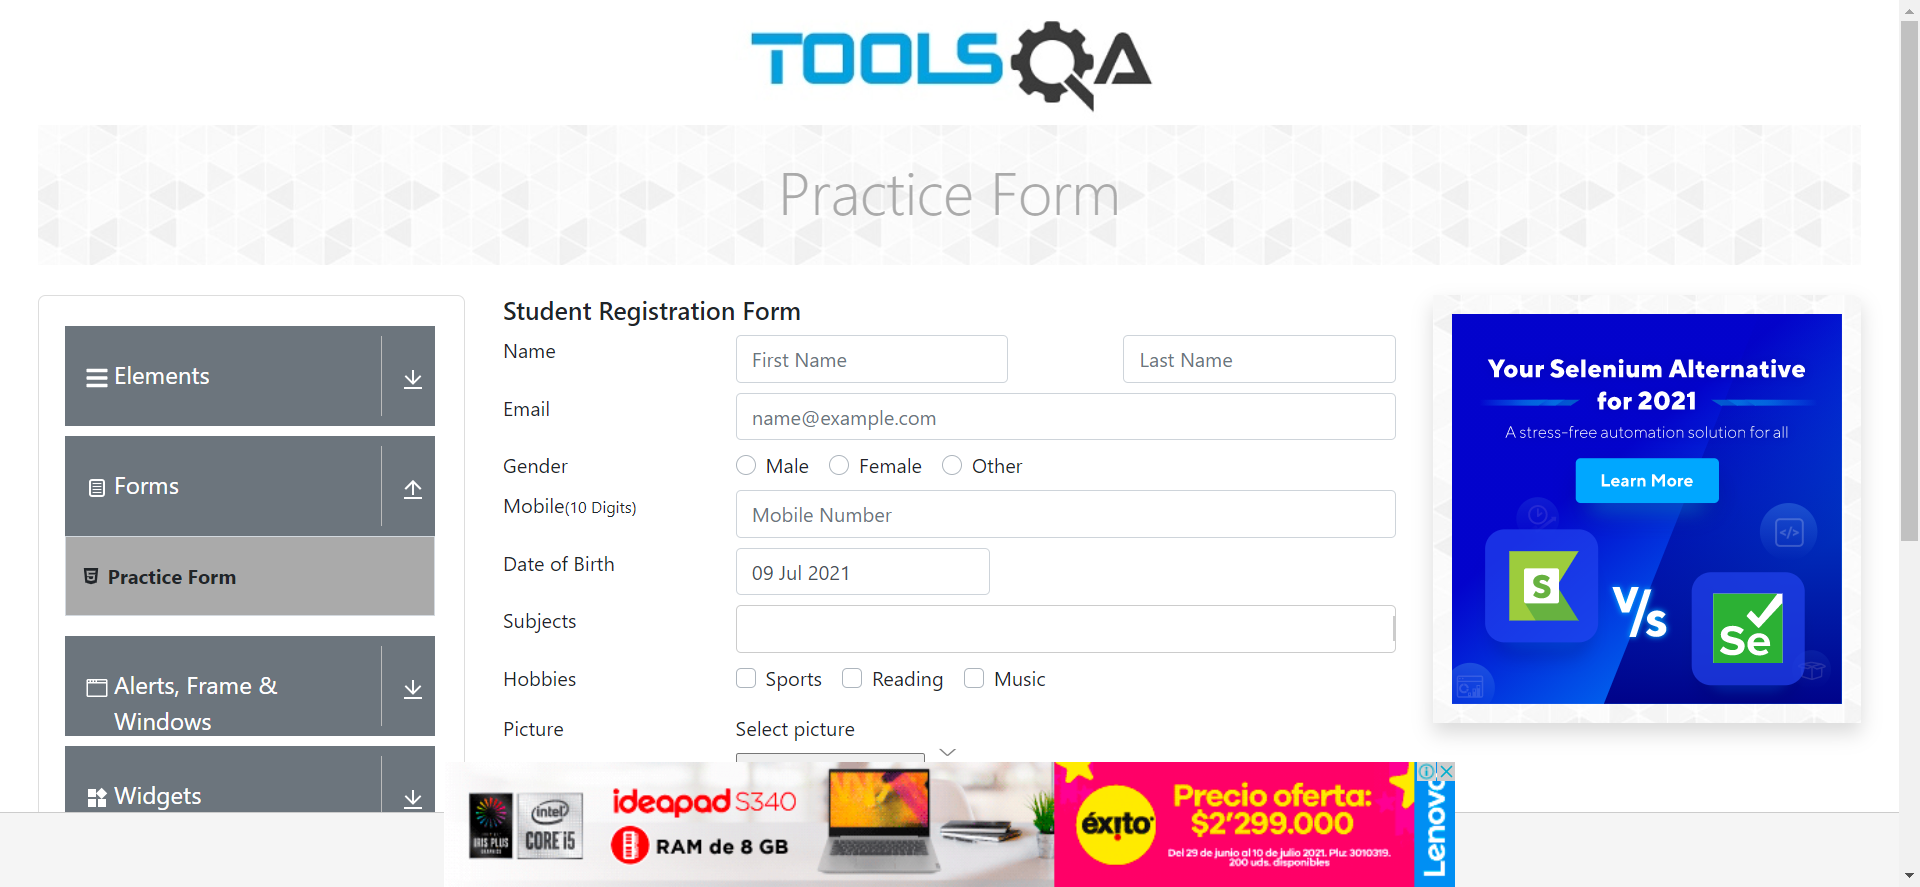 TOOLSQA
Practice Form
Elements
Forms
Practice Form
Alerts, Frame &
Windows
Widgets
Student Registration Form
Name
First Name
Last Name
Email
name@example.com
Gender
Male
Female
Other
Mobile(10 Digits)
Mobile Number
Date of Birth
09 Jul 2021
Subjects
Hobbies
Sports
Reading
Music
Picture
Select picture
Your Selenium Alternative
for 2021
A stress-free automation solution for all
Learn More
S
V/s
Se
IRIS PLUS
GRAPHICS
intel
CORE i5
ideapad S340
RAM de 8 GB
éxito
Precio oferta:
$2'299.000
Del 29 de junio al 10 de julio 2021. Plu: 3010319.
200 uds. disponibles
Lenovo